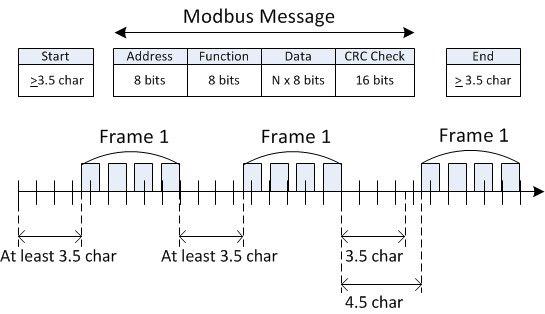 Modbus Message
Start Address Function Data CRC Check End
≥3.5 char 8 bits 8 bits N x 8 bits 16 bits ≥ 3.5 char
Frame 1 Frame 1 Frame 1
At least 3.5 char At least 3.5 char 3.5 char
4.5 char